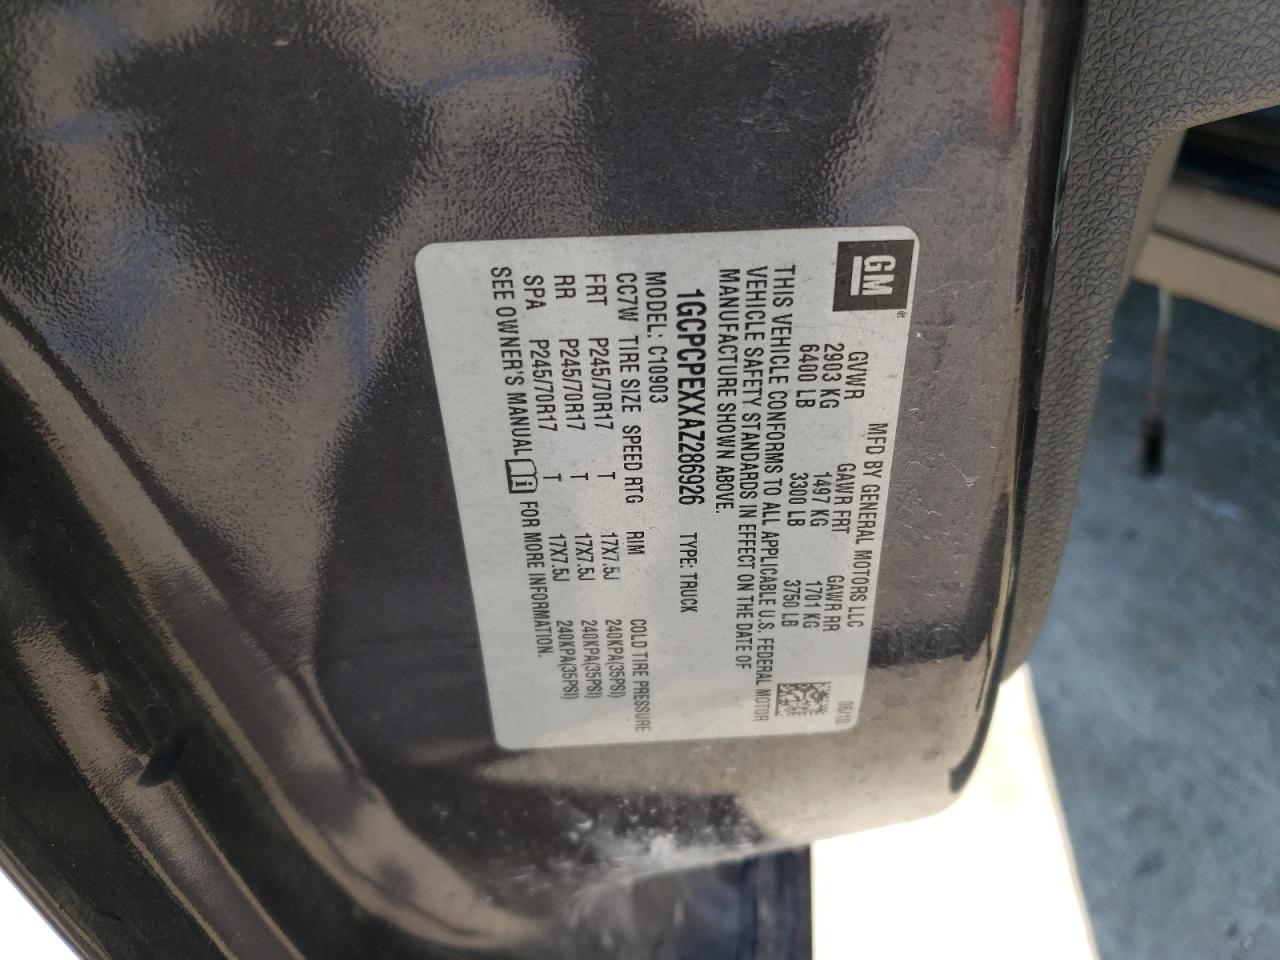 GM®
MFD BY GENERAL MOTORS LLC 06/10
GVWR GAWR FRT GAWR RR
2903 KG 1497 KG 1701 KG
6400 LB 3300 LB 3750 LB
THIS VEHICLE CONFORMS TO ALL APPLICABLE U.S. FEDERAL MOTOR
VEHICLE SAFETY STANDARDS IN EFFECT ON THE DATE OF
MANUFACTURE SHOWN ABOVE.
1GCPCPEXXAZ286926 TYPE: TRUCK
MODEL: C10903
CC7W TIRE SIZE SPEED RTG RIM COLD TIRE PRESSURE
FRT P245/70R17 T 17X7.5J 240KPA(35PSI)
RR P245/70R17 T 17X7.5J 240KPA(35PSI)
SPA P245/70R17 T 17X7.5J 240KPA(35PSI)
SEE OWNER'S MANUAL i FOR MORE INFORMATION.